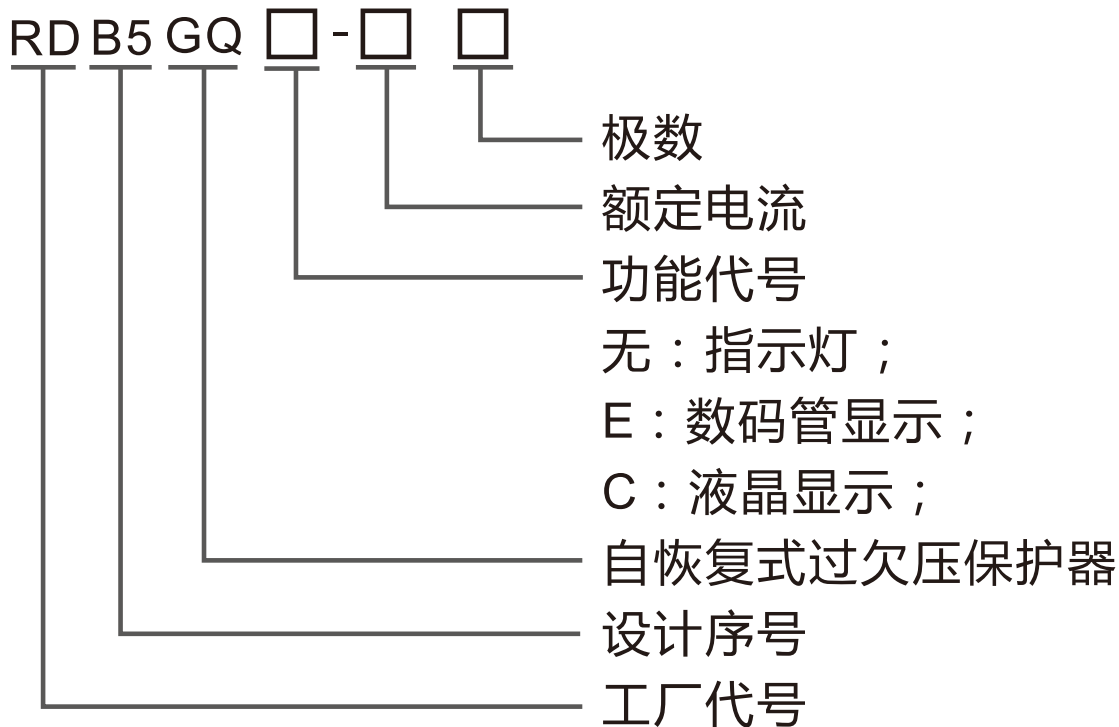 RD B5 GQ □-□ □
极数
额定电流
功能代号
无：指示灯；
E：数码管显示；
C：液晶显示；
自恢复式过欠压保护器
设计序号
工厂代号